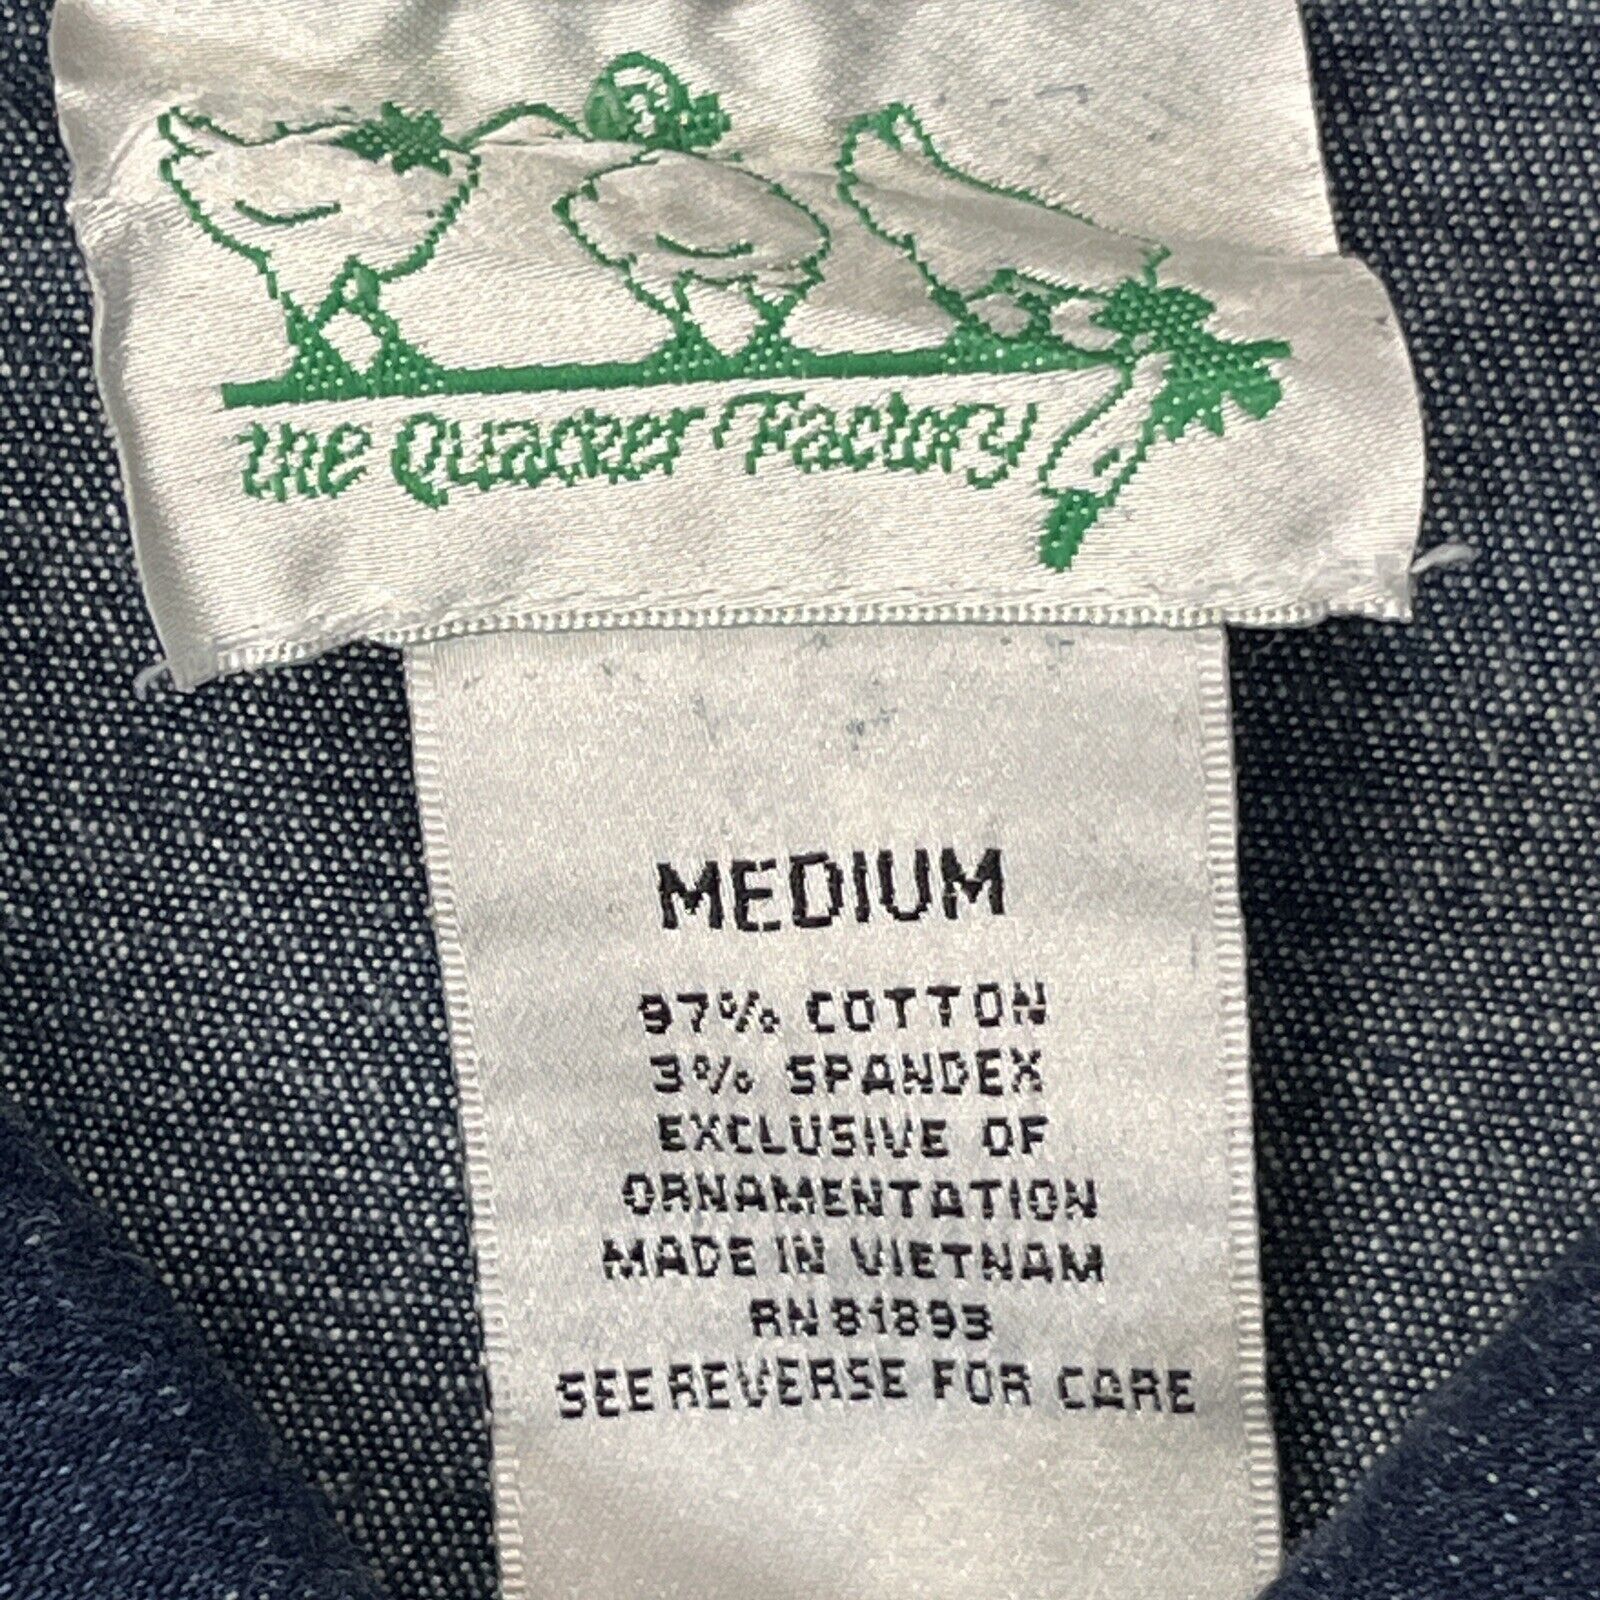 the Quacker Factory
MEDIUM
97% COTTON
3% SPANDEX
EXCLUSIVE OF
ORNAMENTATION
MADE IN VIETNAM
RN 81893
SEE REVERSE FOR CARE